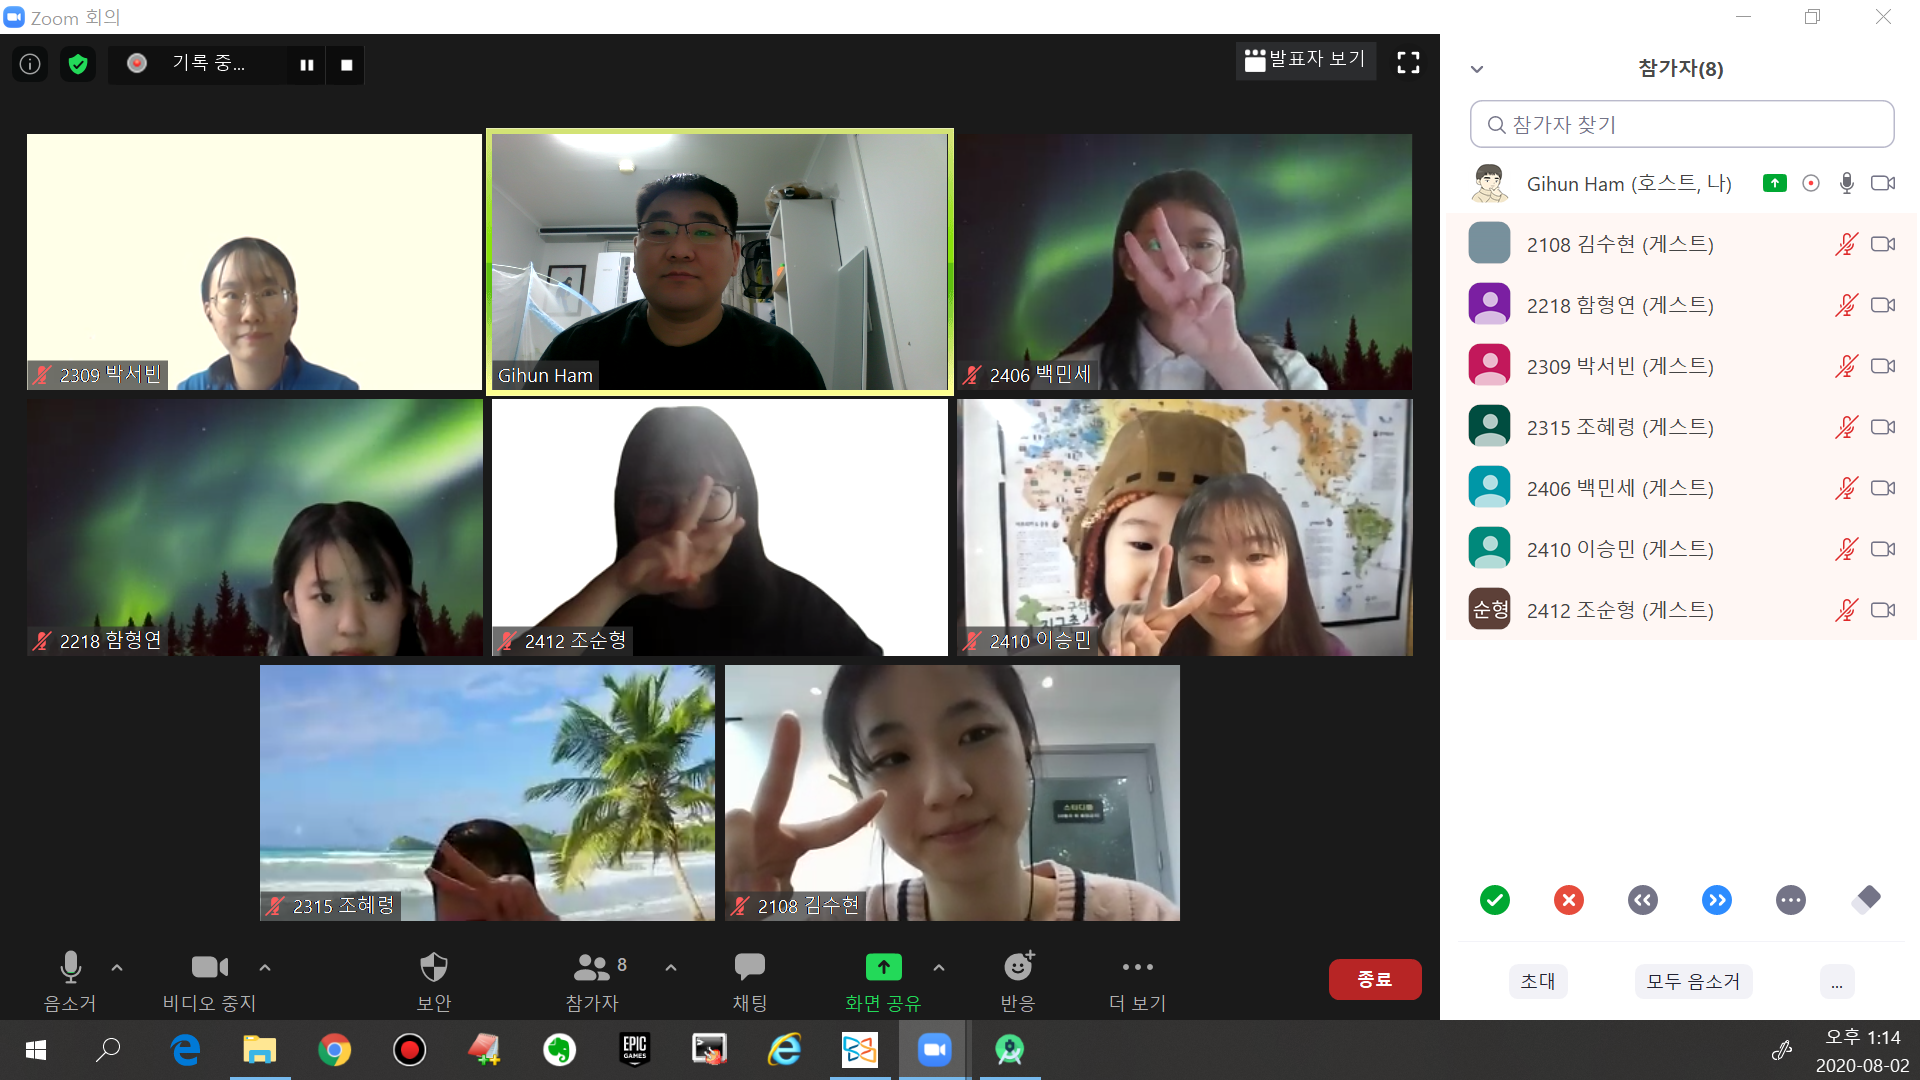 Zoom 회의
기록 중...
발표자 보기
2309 박서빈
Gihun Ham
2406 백민세
2218 함형연
2412 조순형
2410 이승민
2315 조혜령
스터디룸
2108 김수현
음소거
비디오 중지
보안
8
참가자
채팅
화면 공유
반응
더 보기
종료
참가자(8)
참가자 찾기
Gihun Ham (호스트, 나)
2108 김수현 (게스트)
2218 함형연 (게스트)
2309 박서빈 (게스트)
2315 조혜령 (게스트)
2406 백민세 (게스트)
2410 이승민 (게스트)
순형 2412 조순형 (게스트)
초대
모두 음소거
...
EPIC
GAMES
오후 1:14
2020-08-02